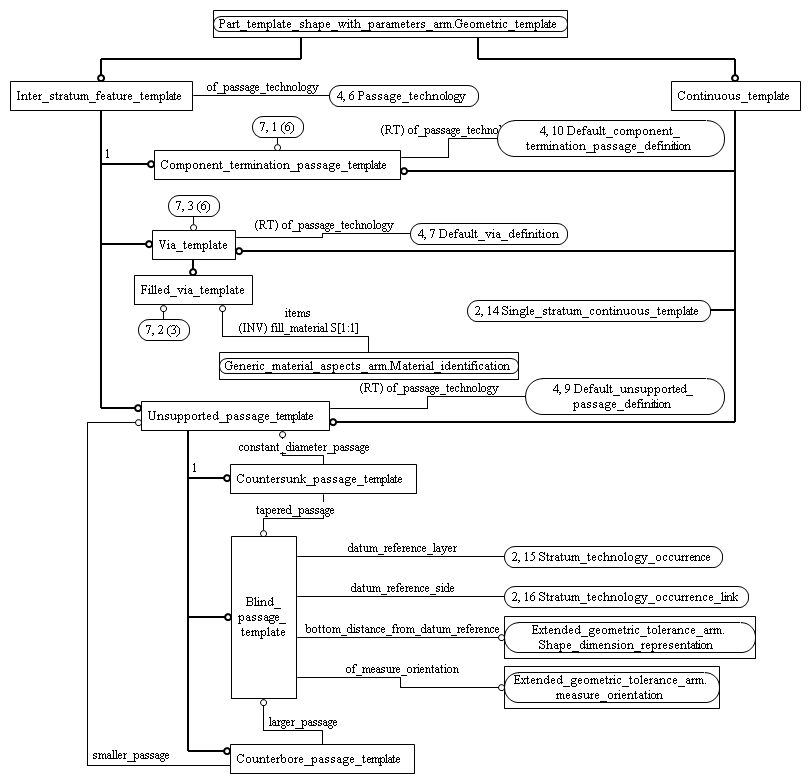 Part_template_shape_with_parameters_arm.Geometric_template
Inter_stratum_feature_template
of_passage_technology
4, 6 Passage_technology
Continuous_template
7, 1 (6)
(RT) of_passage_technol
4, 10 Default_component_
termination_passage_definition
1
Component_termination_passage_template
7, 3 (6)
(RT) of_passage_technology
4, 7 Default_via_definition
Via_template
Filled_via_template
items
(INV) fill_material S[1:1]
2, 14 Single_stratum_continuous_template
7, 2 (3)
Generic_material_aspects_arm.Material_identification
(RT) of_passage_technology
4, 9 Default_unsupported_
passage_definition
Unsupported_passage_template
constant_diameter_passage
1
Countersunk_passage_template
tapered_passage
datum_reference_layer
2, 15 Stratum_technology_occurrence
datum_reference_side
2, 16 Stratum_technology_occurrence_link
Blind_
passage_
template
bottom_distance_from_datum_reference
Extended_geometric_tolerance_arm.
Shape_dimension_representation
of_measure_orientation
Extended_geometric_tolerance_arm.
measure_orientation
larger_passage
smaller_passage
Counterbore_passage_template